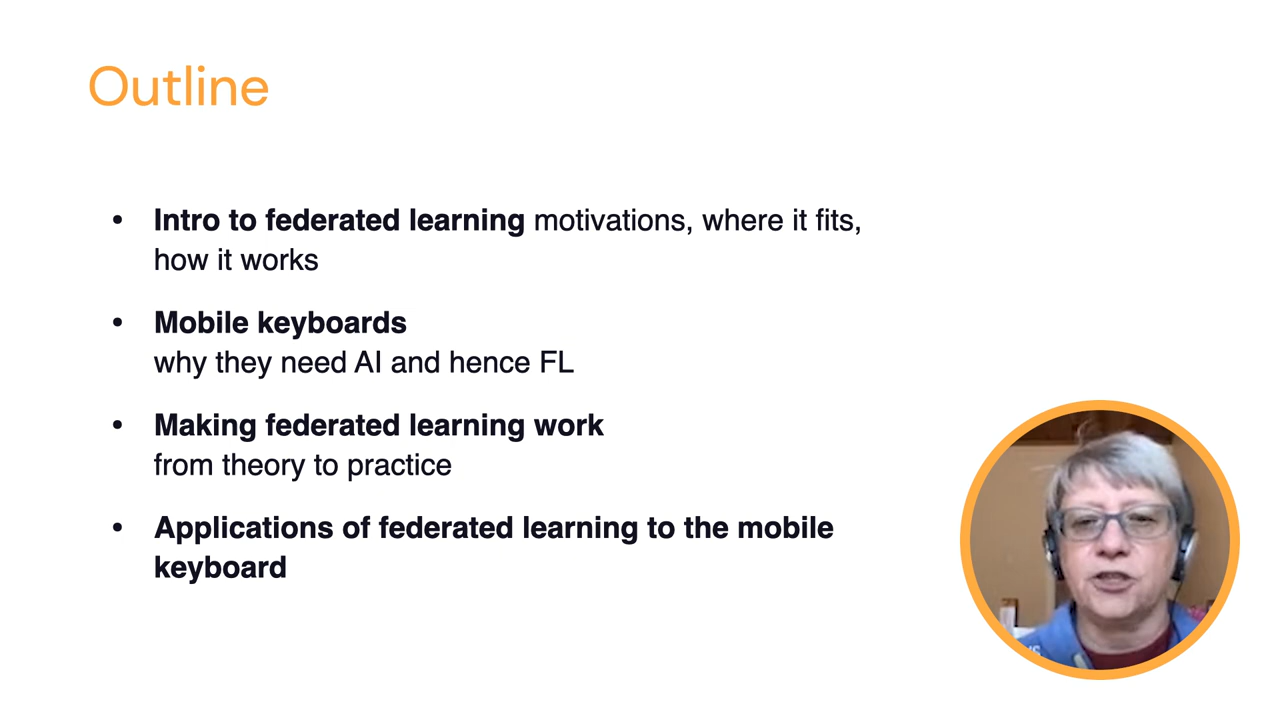 Outline
• Intro to federated learning motivations, where it fits,
how it works
• Mobile keyboards
why they need AI and hence FL
• Making federated learning work
from theory to practice
• Applications of federated learning to the mobile
keyboard